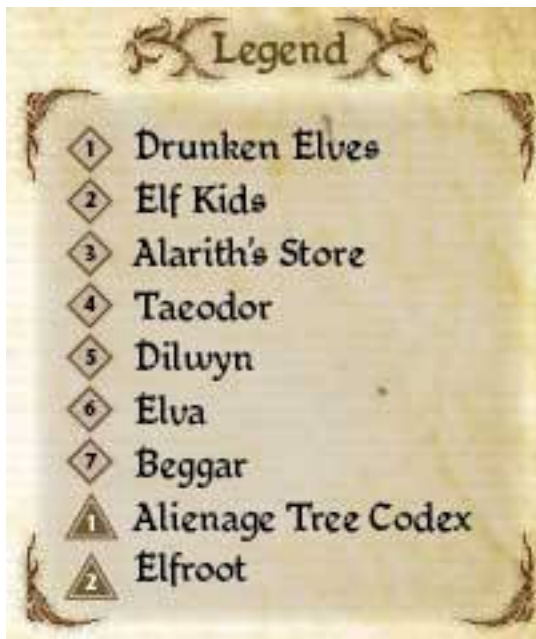 Legend
1 Drunken Elves
2 Elf Kids
3 Alarith's Store
4 Taeodor
5 Dilwyn
6 Elva
7 Beggar
1 Alienage Tree Codex
2 Elfroot